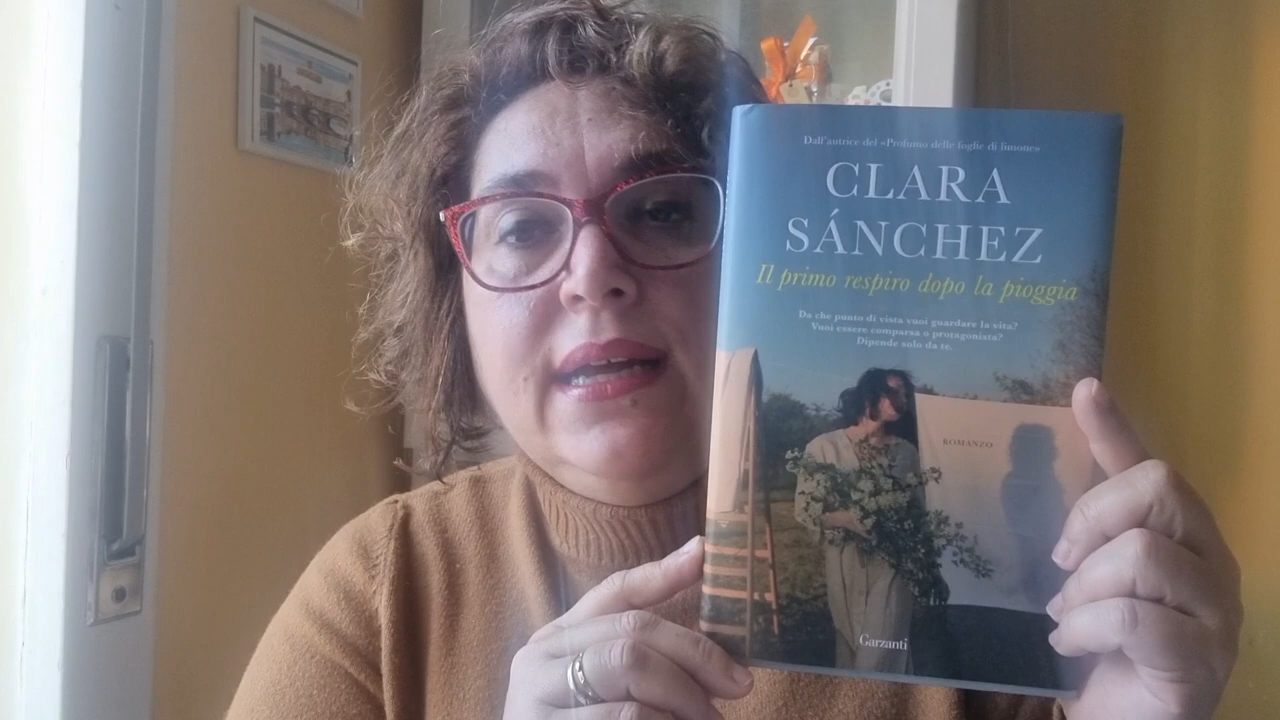 Dall'autrice del «Profumo delle foglie di limone»
CLARA
SÁNCHEZ
Il primo respiro dopo la pioggia
Da che punto di vista vuoi guardare la vita?
Vuoi essere comparsa o protagonista?
Dipende solo da te.
ROMANZO
Garzanti